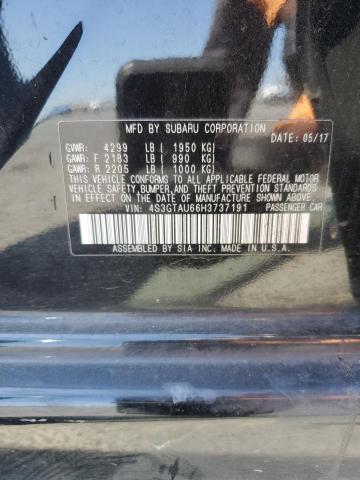 MFD BY SUBARU CORPORATION
DATE: 05/17
GVWR: 4299 LB ( 1950 KG)
GAWR: F 2183 LB ( 990 KG)
GAWR: R 2205 LB ( 1000 KG)
THIS VEHICLE CONFORMS TO ALL APPLICABLE FEDERAL MOTOR
VEHICLE SAFETY, BUMPER, AND THEFT PREVENTION STANDARDS
IN EFFECT ON THE DATE OF MANUFACTURE SHOWN ABOVE.
VIN: 4S3GTAU66H3737191
PASSENGER CAR
ASSEMBLED BY SIA INC. MADE IN U.S.A.